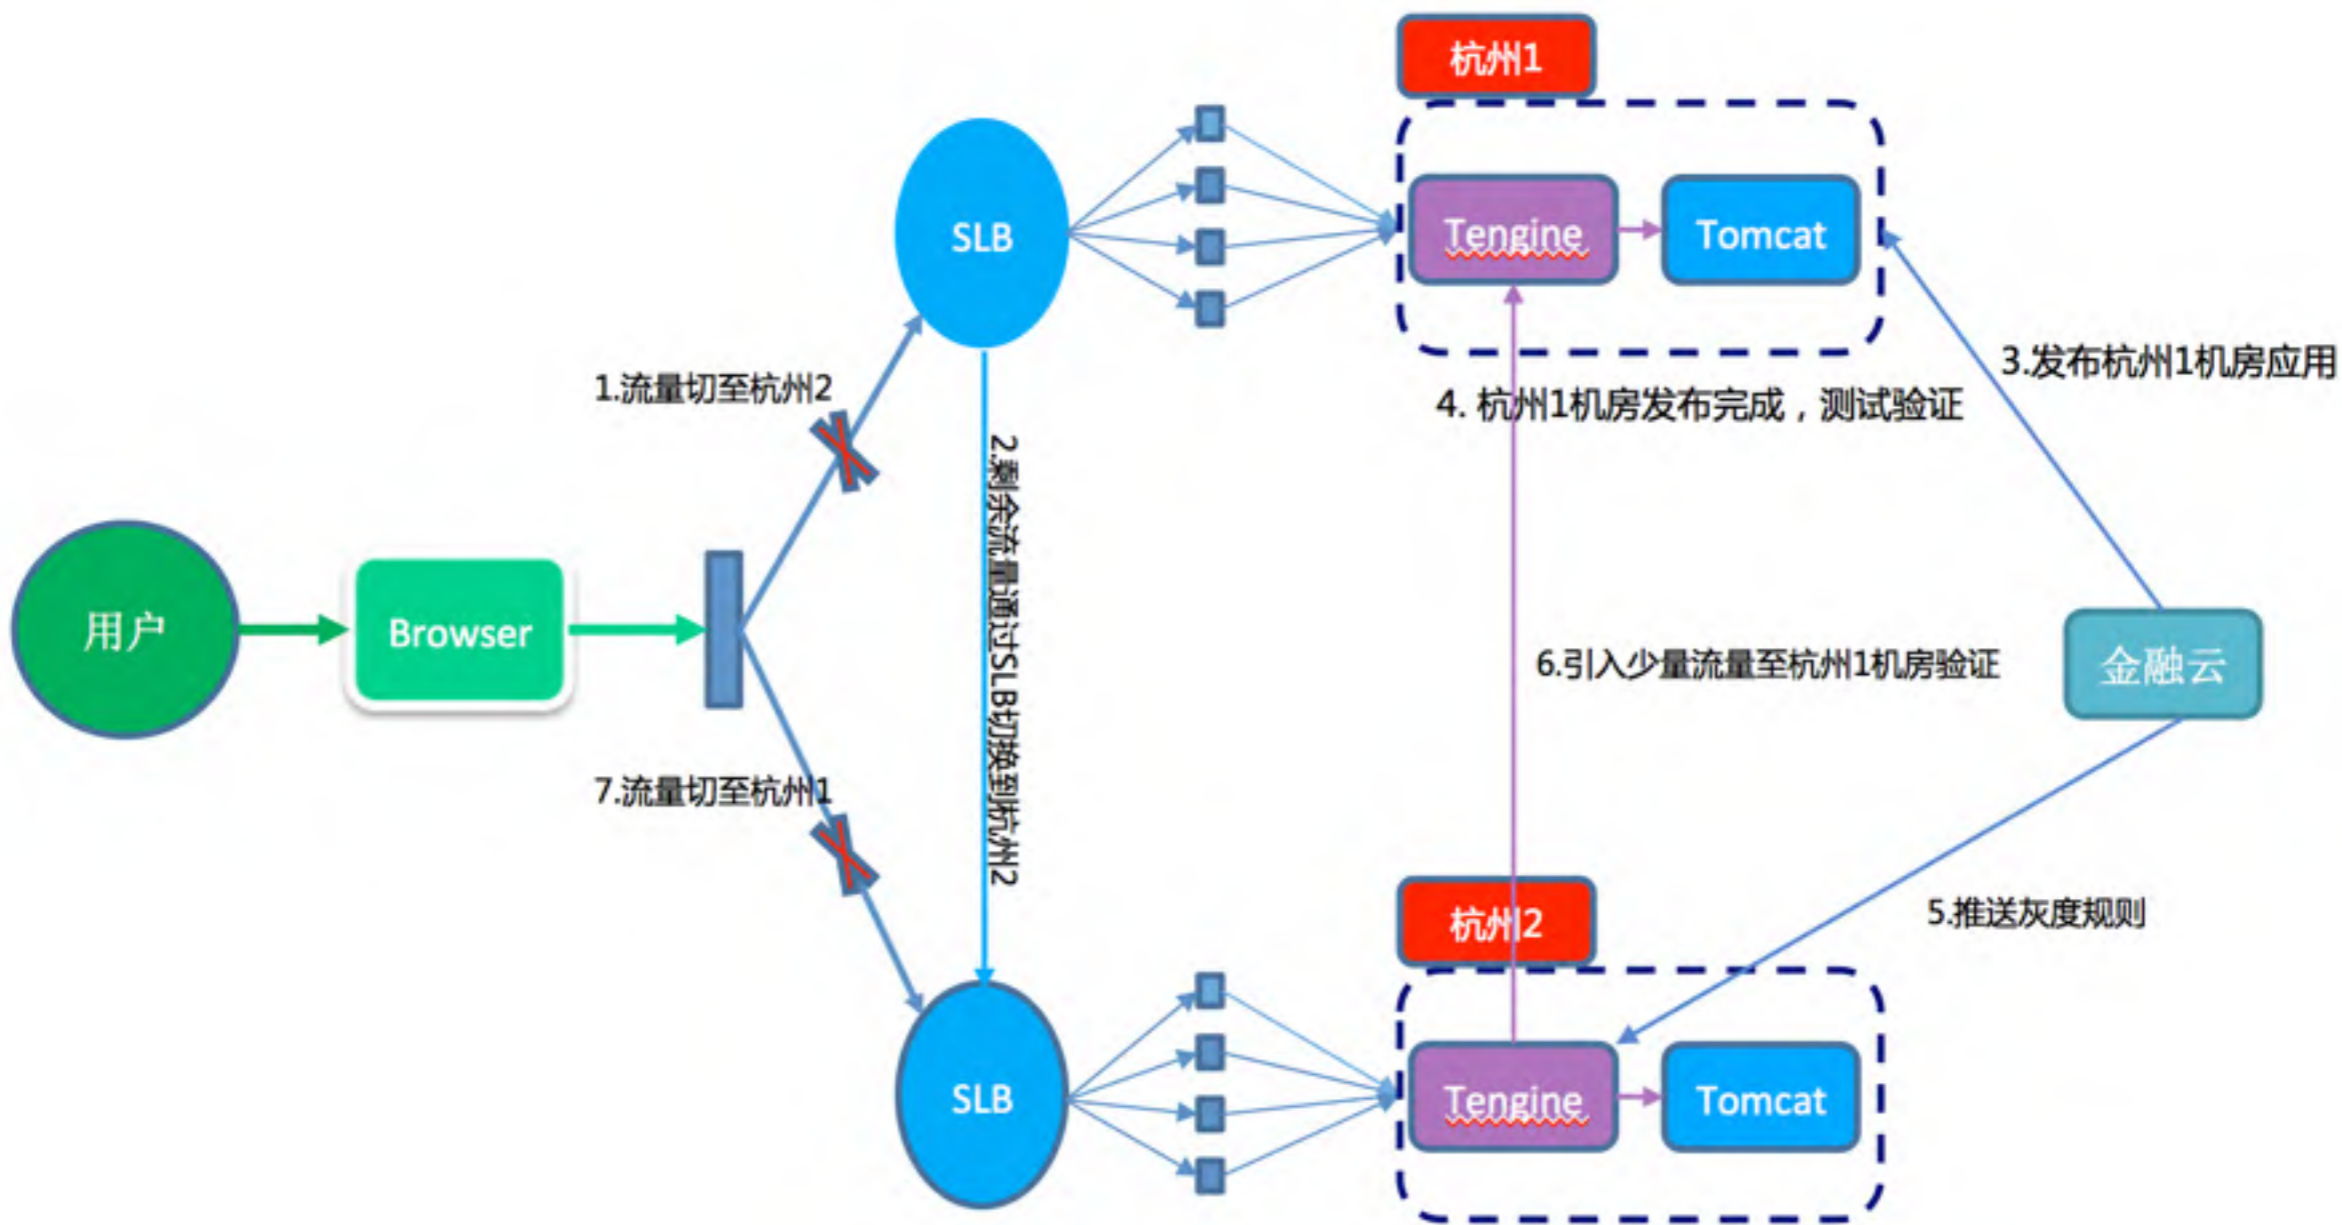 杭州1
SLB
Tengine
Tomcat
1.流量切至杭州2
3.发布杭州1机房应用
4. 杭州1机房发布完成，测试验证
2.剩余流量通过SLB切换到杭州2
用户
Browser
6.引入少量流量至杭州1机房验证
金融云
7.流量切至杭州1
杭州2
5.推送灰度规则
SLB
Tengine
Tomcat